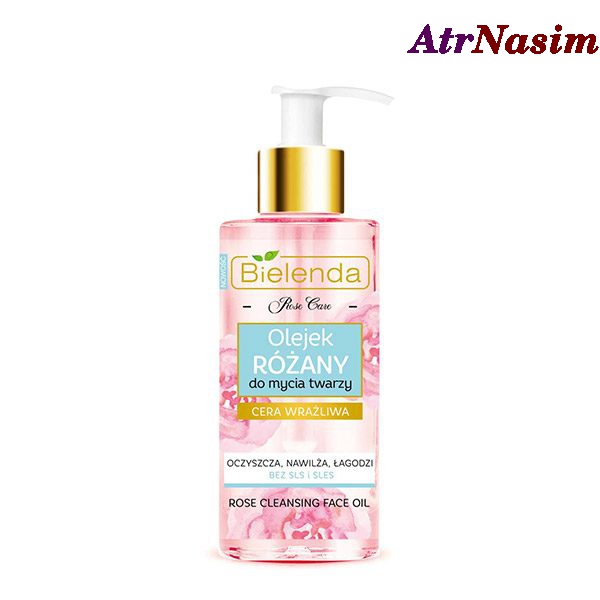 AtrNasim
NOWOŚĆ
Bielenda
Rose Care
Olejek
RÓŻANY
do mycia twarzy
CERA WRAŻLIWA
OCZYSZCZA, NAWILŻA, ŁAGODZI
BEZ SLS i SLES
ROSE CLEANSING FACE OIL